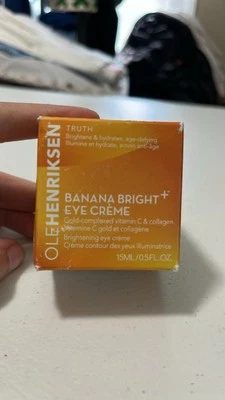 OLEHENRIKSEN
TRUTH
Brightens & hydrates, age-defying
Illumine et hydrate, action anti-âge
BANANA BRIGHT+
EYE CRÈME
Gold-complexed vitamin C & collagen
Vitamine C gold et collagène
Brightening eye crème
Crème contour des yeux illuminatrice
15ML/0.5FL.OZ.